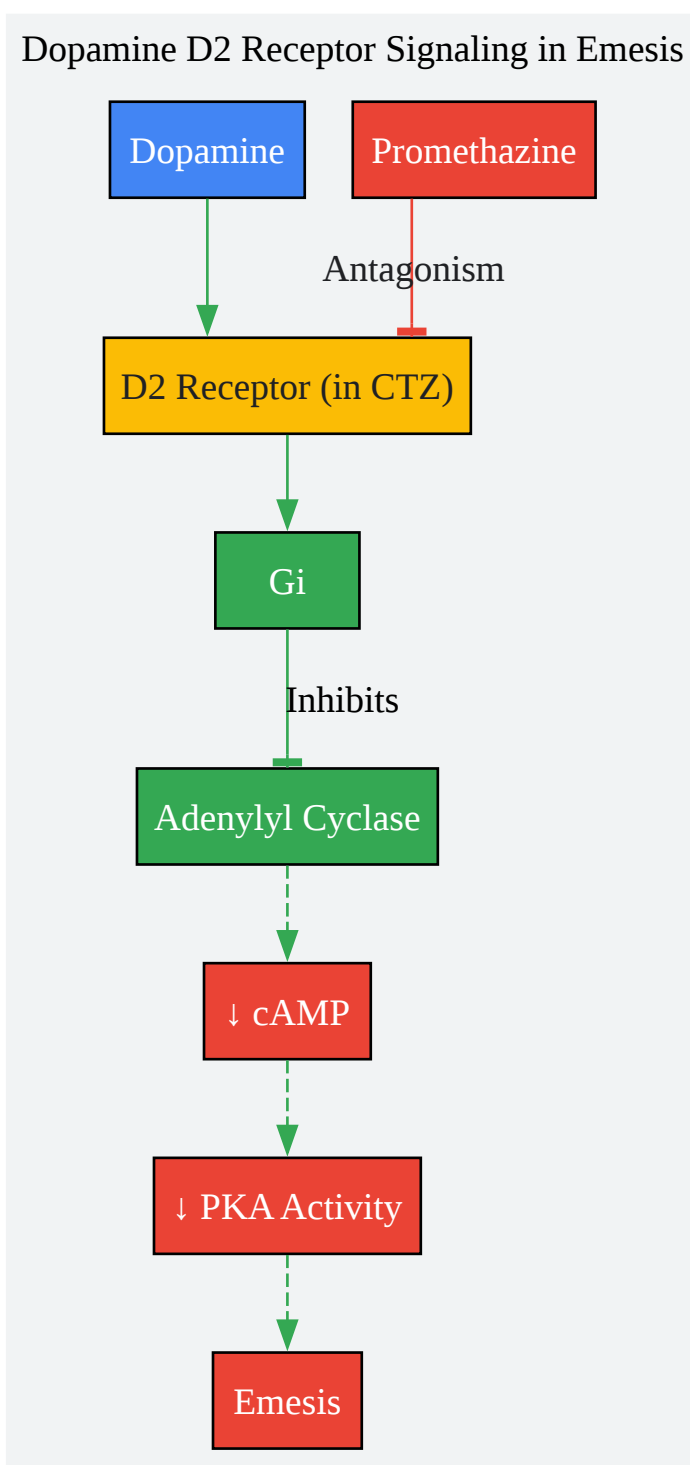 Dopamine D2 Receptor Signaling in Emesis
Dopamine
Promethazine
Antagonism
D2 Receptor (in CTZ)
Gi
Inhibits
Adenylyl Cyclase
↓ cAMP
↓ PKA Activity
Emesis